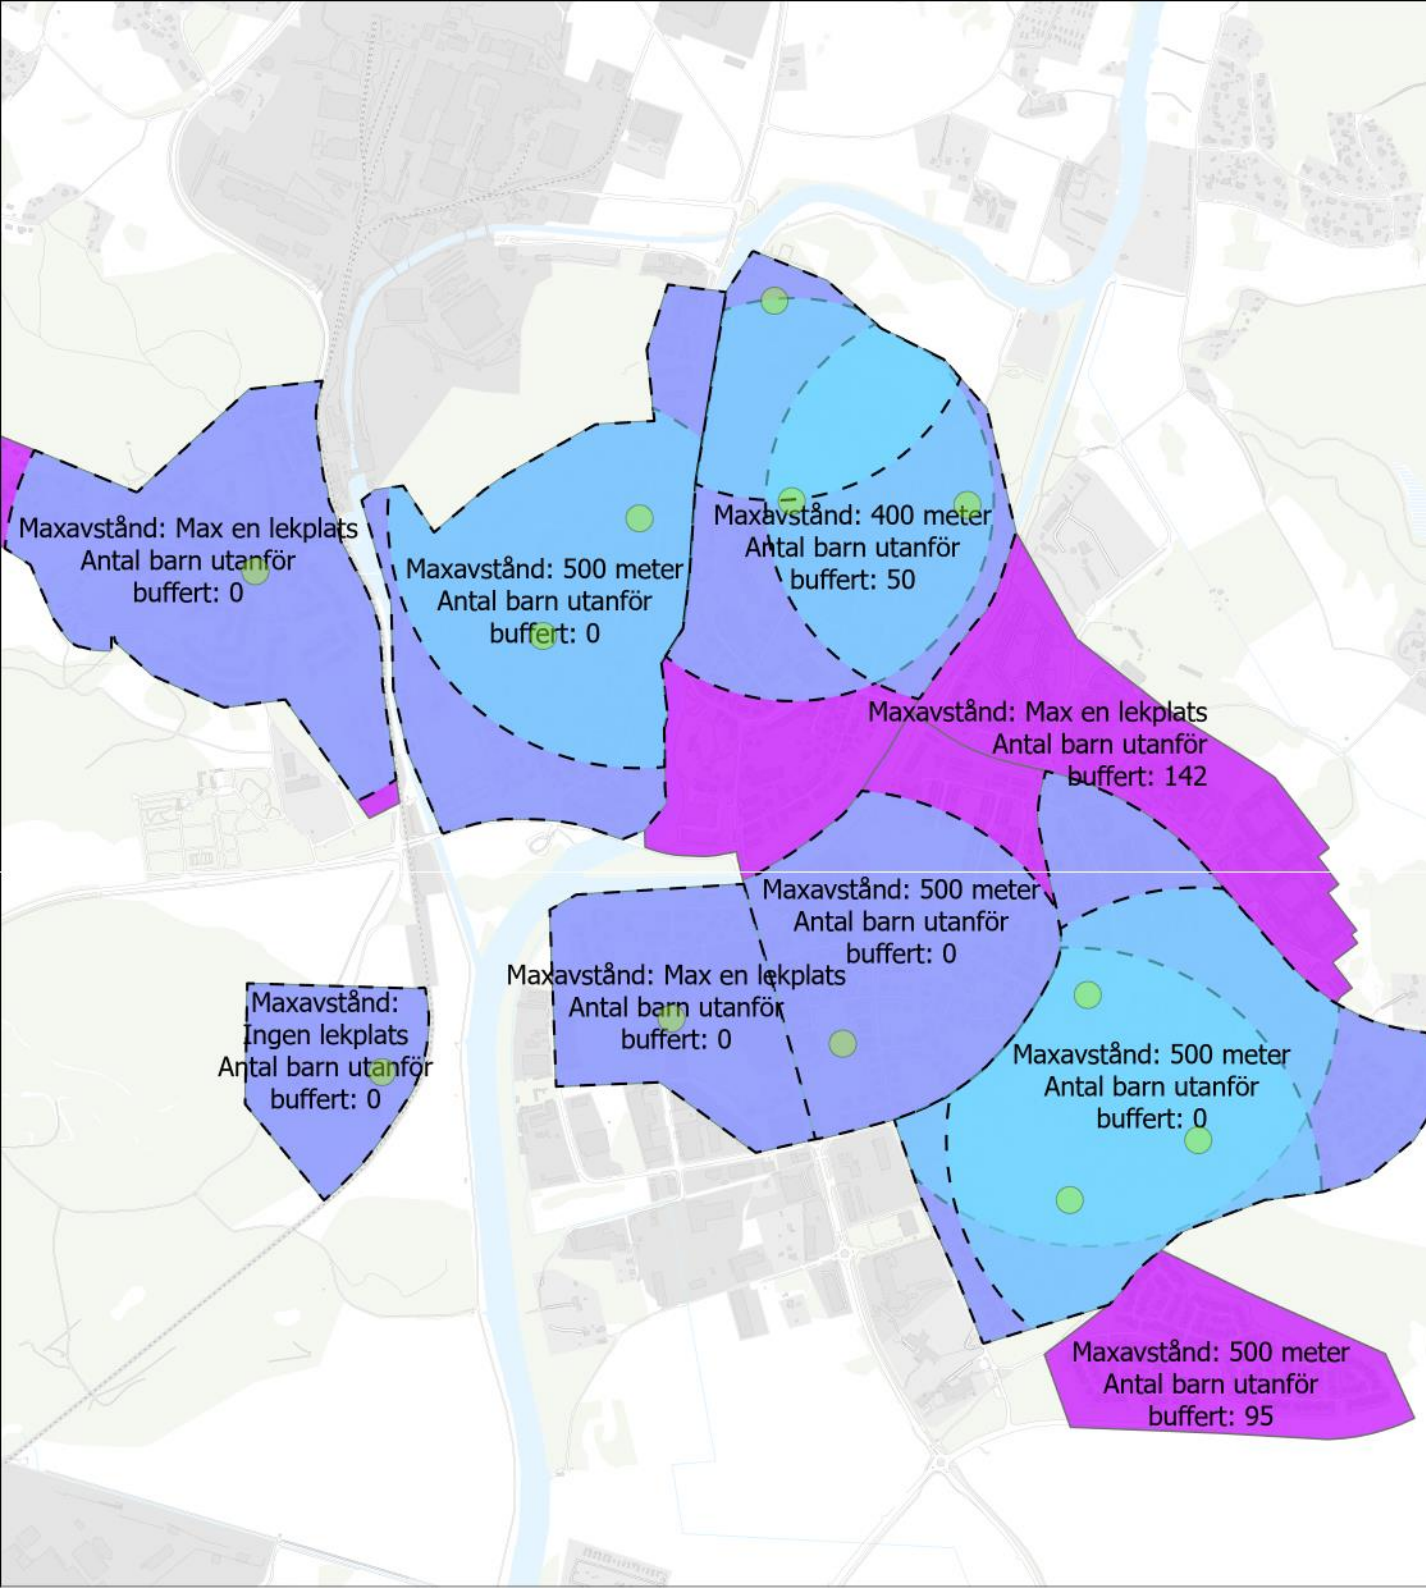 Maxavstånd: Max en lekplats
Antal barn utanför
buffert: 0
Maxavstånd: 500 meter
Antal barn utanför
buffert: 0
Maxavstånd: 400 meter
Antal barn utanför
buffert: 50
Maxavstånd: Max en lekplats
Antal barn utanför
buffert: 142
Maxavstånd: 500 meter
Antal barn utanför
buffert: 0
Maxavstånd: Max en lekplats
Antal barn utanför
buffert: 0
Maxavstånd:
Ingen lekplats
Antal barn utanför
buffert: 0
Maxavstånd: 500 meter
Antal barn utanför
buffert: 0
Maxavstånd: 500 meter
Antal barn utanför
buffert: 95